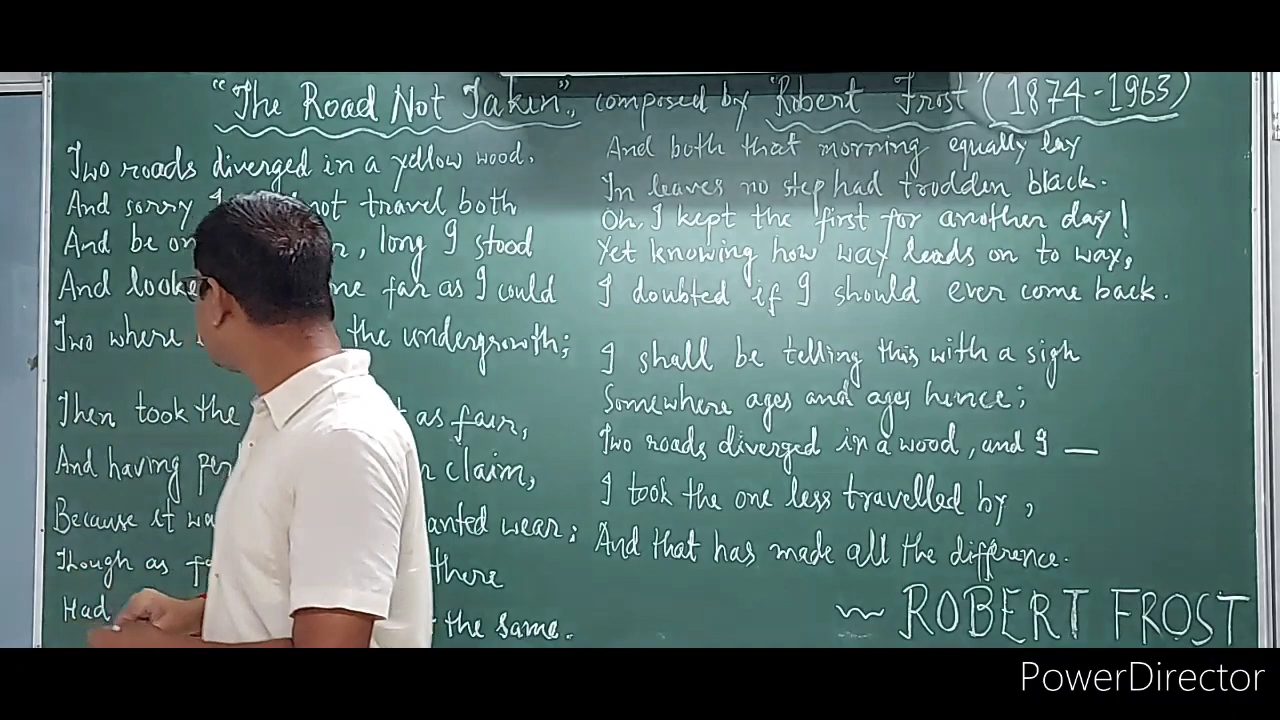 "The Road Not Taken", composed by "Robert Frost" (1874-1963)
Two roads diverged in a yellow wood.
And sorry I not travel both
And be on r, long I stood
And looke ne far as I could
Two where the undergrowth;
Then took the as fair,
And having per claim,
Because it wa anted wear;
Though as f there
Had the same.
And both that morning equally lay
In leaves no step had trodden black.
Oh, I kept the first for another day!
Yet knowing how way leads on to way,
I doubted if I should ever come back.
I shall be telling this with a sigh
Somewhere ages and ages hence;
Two roads diverged in a wood, and I —
I took the one less travelled by,
And that has made all the difference.
~ ROBERT FROST
PowerDirector